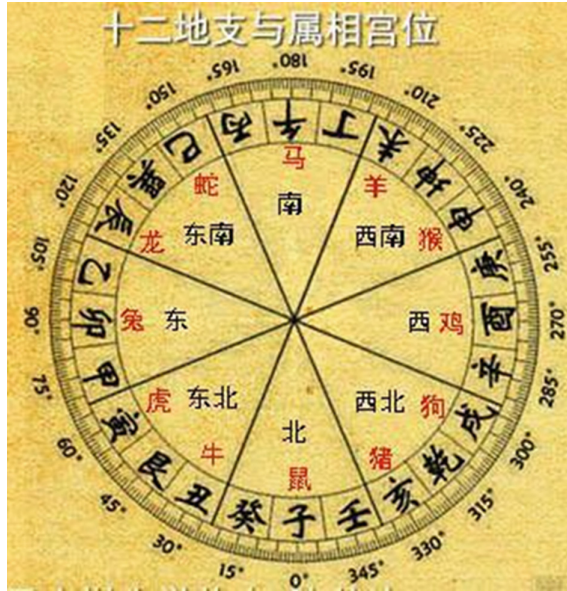 十二地支与属相宫位
180°
165°
195°
150°
210°
135°
225°
120°
240°
105°
255°
90°
270°
75°
285°
60°
300°
45°
315°
30°
330°
15°
0°
345°
丙
午
丁
巳
未
巽
坤
辰
申
乙
庚
卯
酉
甲
辛
寅
戌
艮
乾
丑
亥
癸
子
壬
马
南
蛇
羊
东南
西南
龙
猴
兔
东
西
鸡
虎
东北
西北
狗
北
牛
猪
鼠